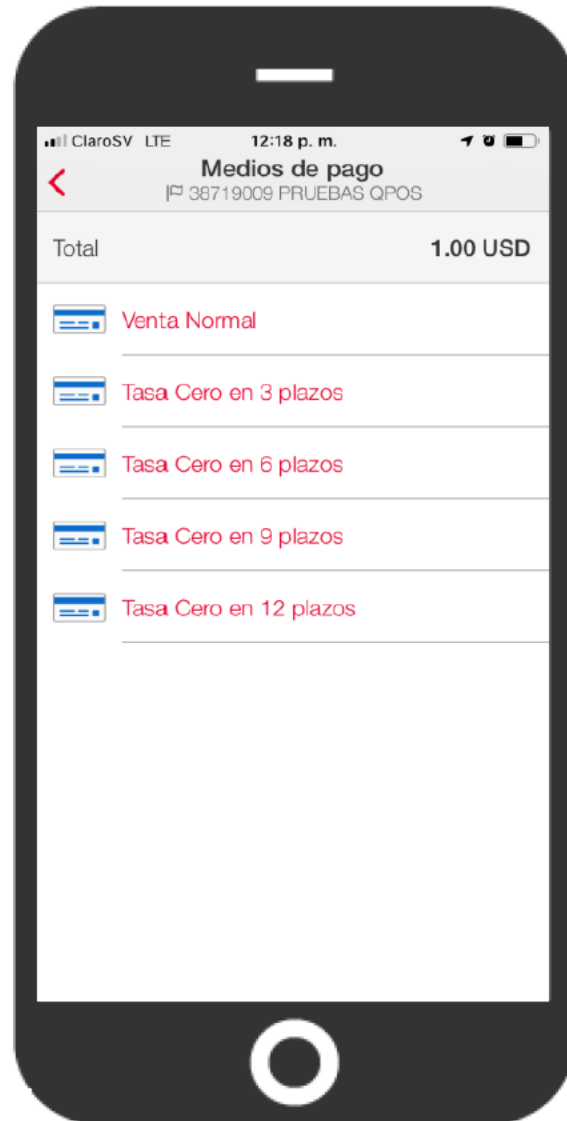 ClaroSV LTE 12:18 p. m.
Medios de pago
38719009 PRUEBAS QPOS
Total 1.00 USD
Venta Normal
Tasa Cero en 3 plazos
Tasa Cero en 6 plazos
Tasa Cero en 9 plazos
Tasa Cero en 12 plazos